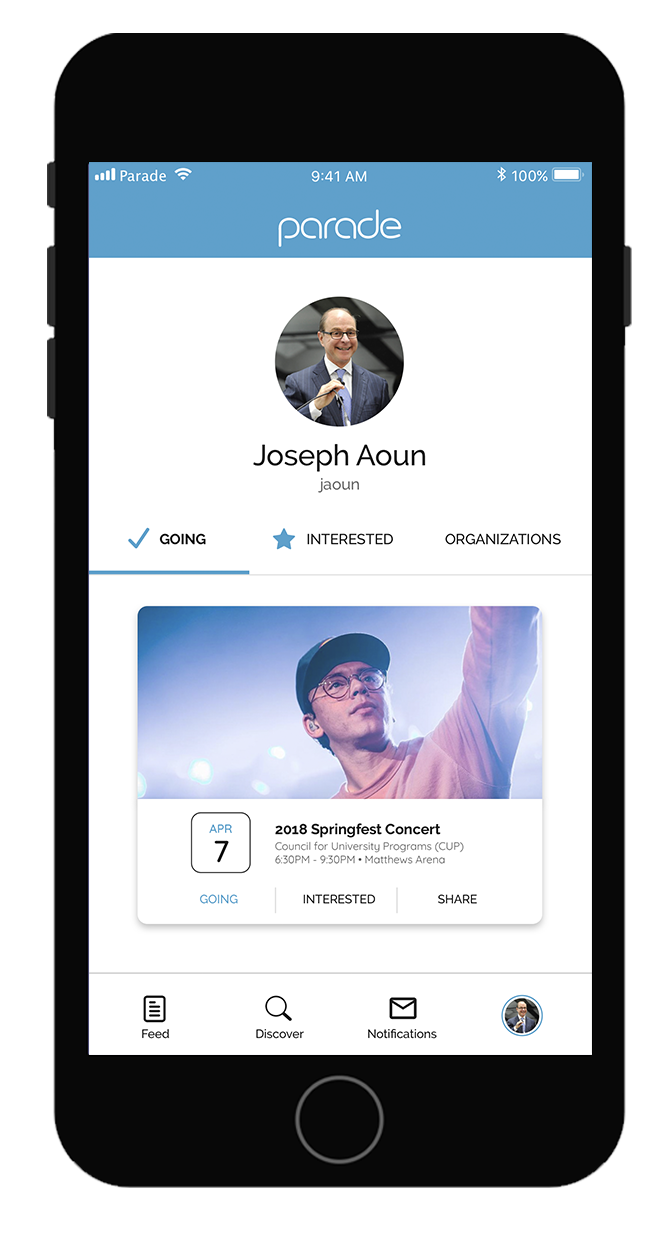 Parade 9:41 AM 100%
parade
Joseph Aoun
jaoun
GOING INTERESTED ORGANIZATIONS
APR
7
2018 Springfest Concert
Council for University Programs (CUP)
6:30PM - 9:30PM • Matthews Arena
GOING INTERESTED SHARE
Feed Discover Notifications